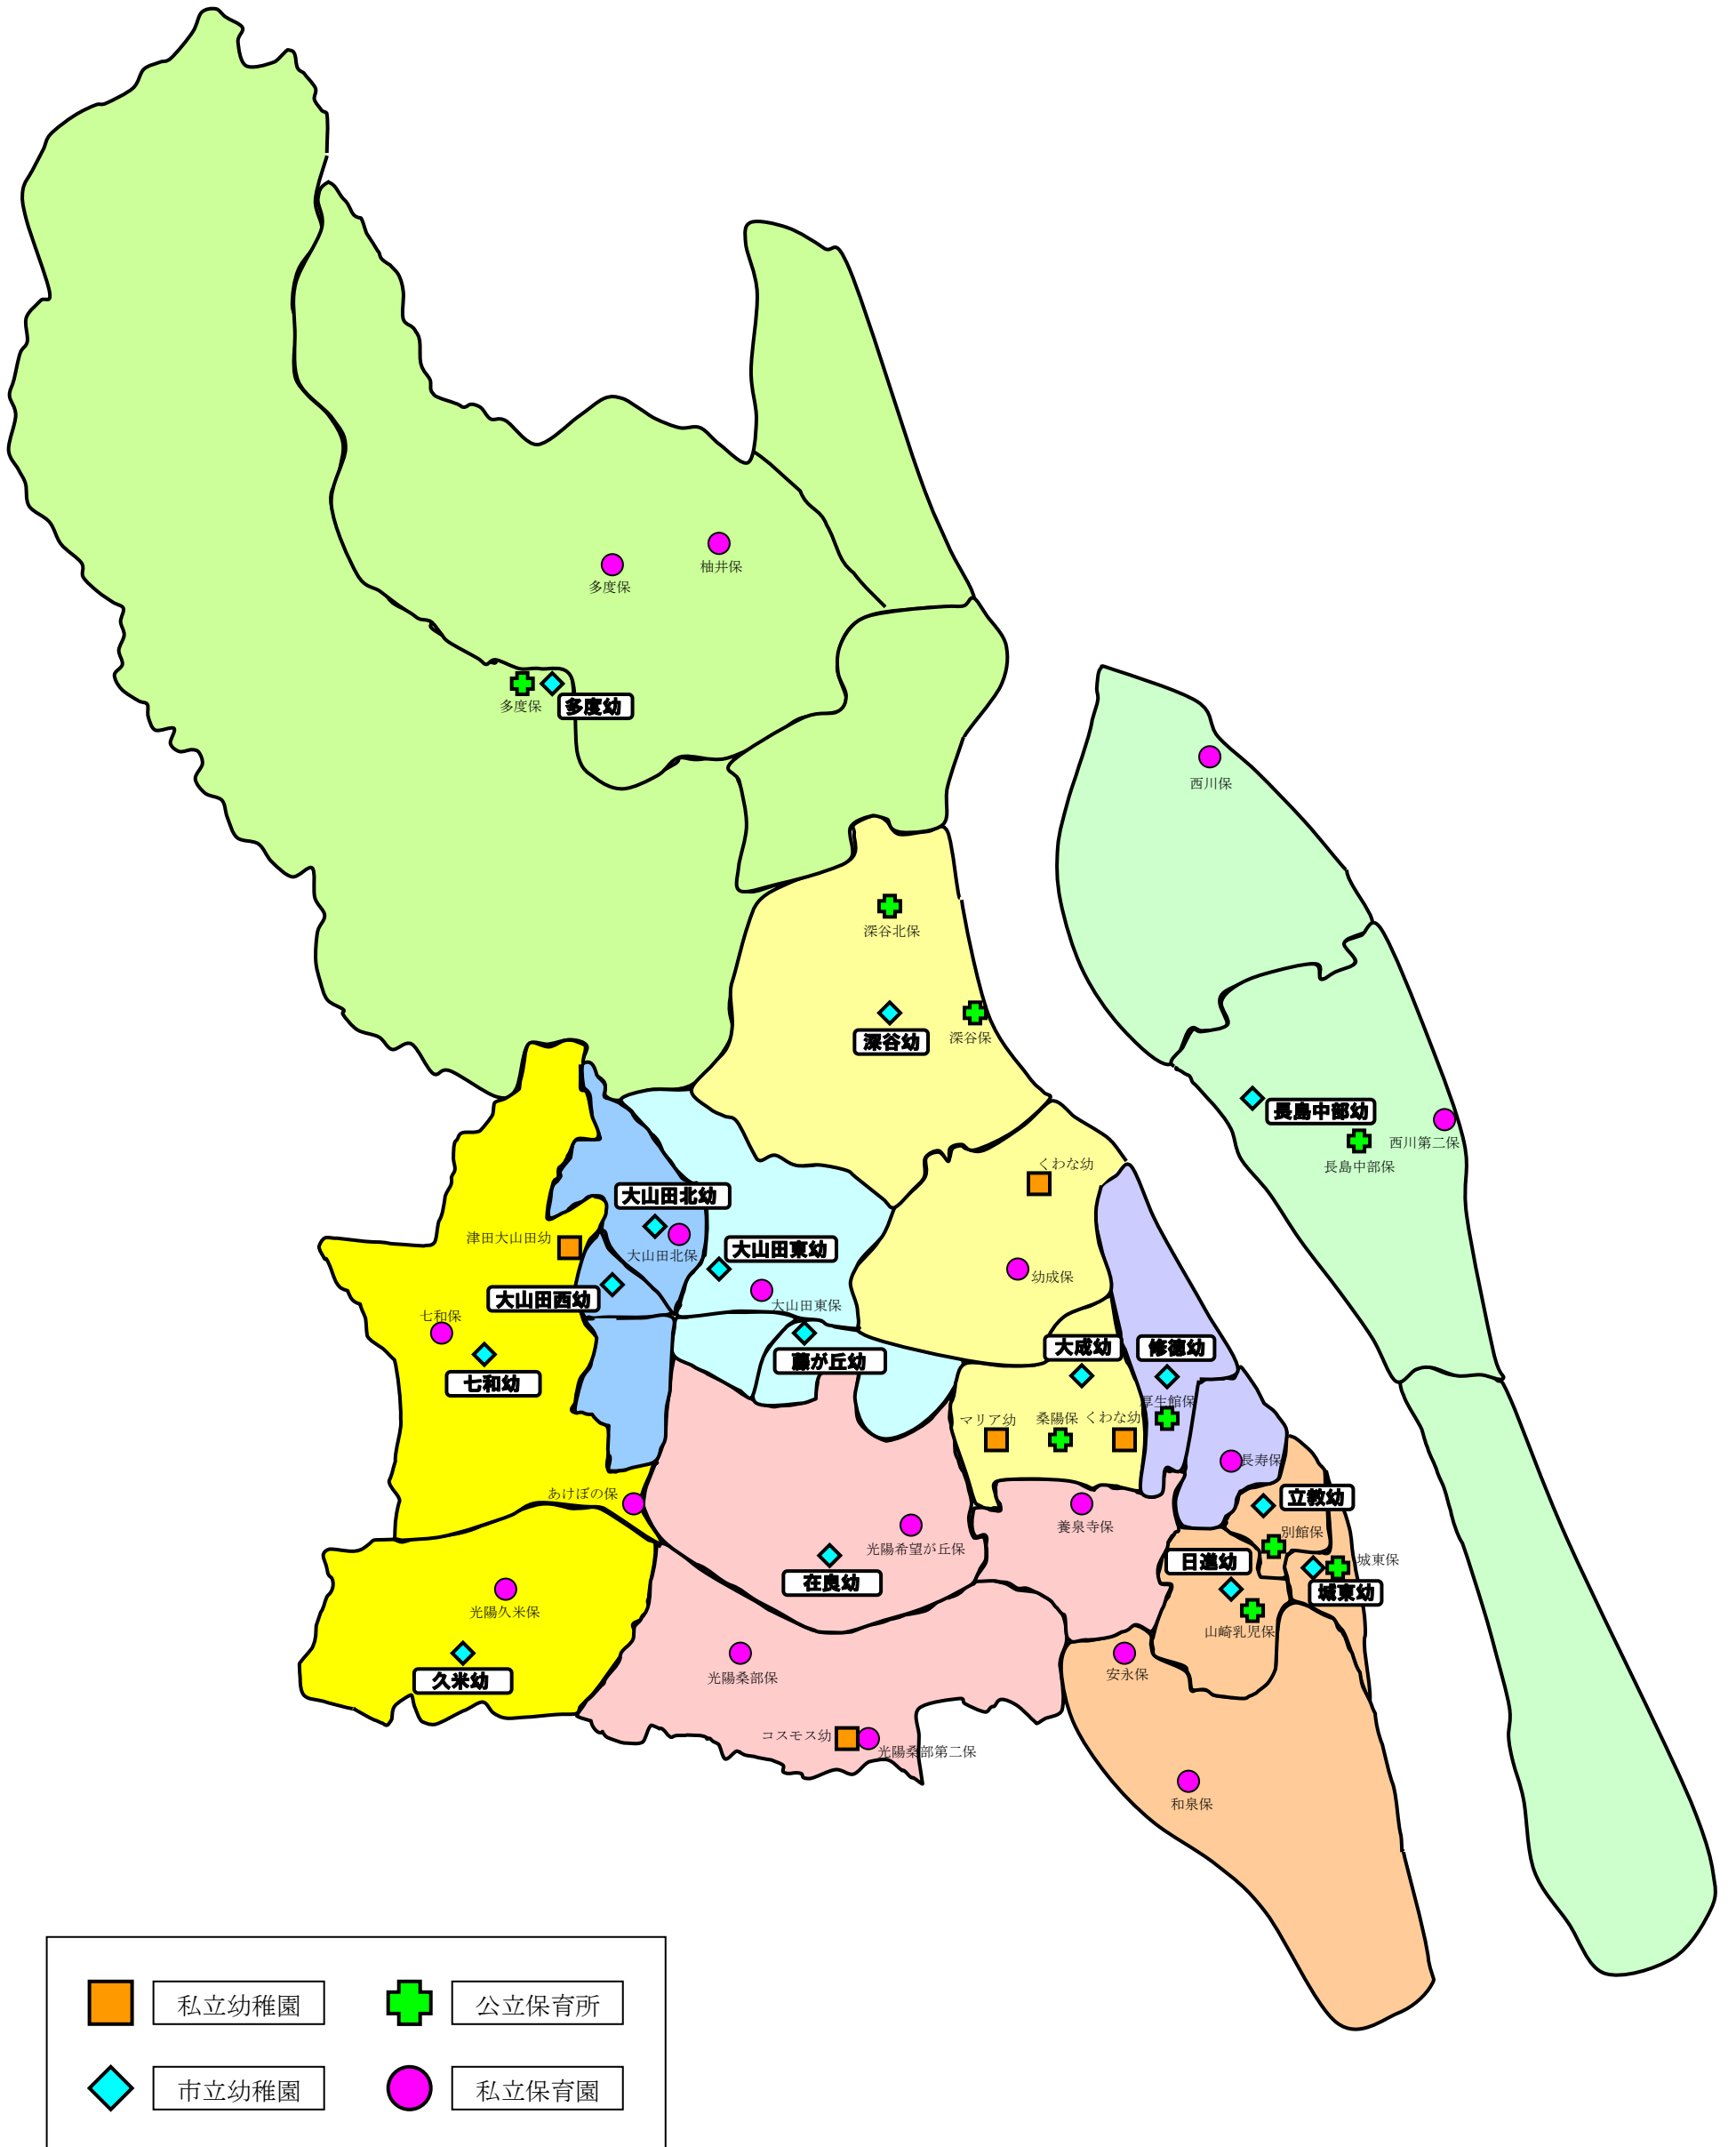 柚井保
多度保
多度保
多度幼
西川保
深谷北保
深谷幼
深谷保
長島中部幼
西川第二保
長島中部保
くわな幼
大山田北幼
津田大山田幼
大山田北保
大山田東幼
幼成保
大山田西幼
大山田東保
七和保
大成幼
修徳幼
藤が丘幼
七和幼
厚生館保
マリア幼
桑陽保
くわな幼
長寿保
あけぼの保
立教幼
養泉寺保
別館保
光陽希望が丘保
日進幼
城東保
在良幼
城東幼
光陽久米保
山崎乳児保
久米幼
光陽桑部保
安永保
コスモス幼
光陽桑部第二保
和泉保
私立幼稚園
公立保育所
市立幼稚園
私立保育園